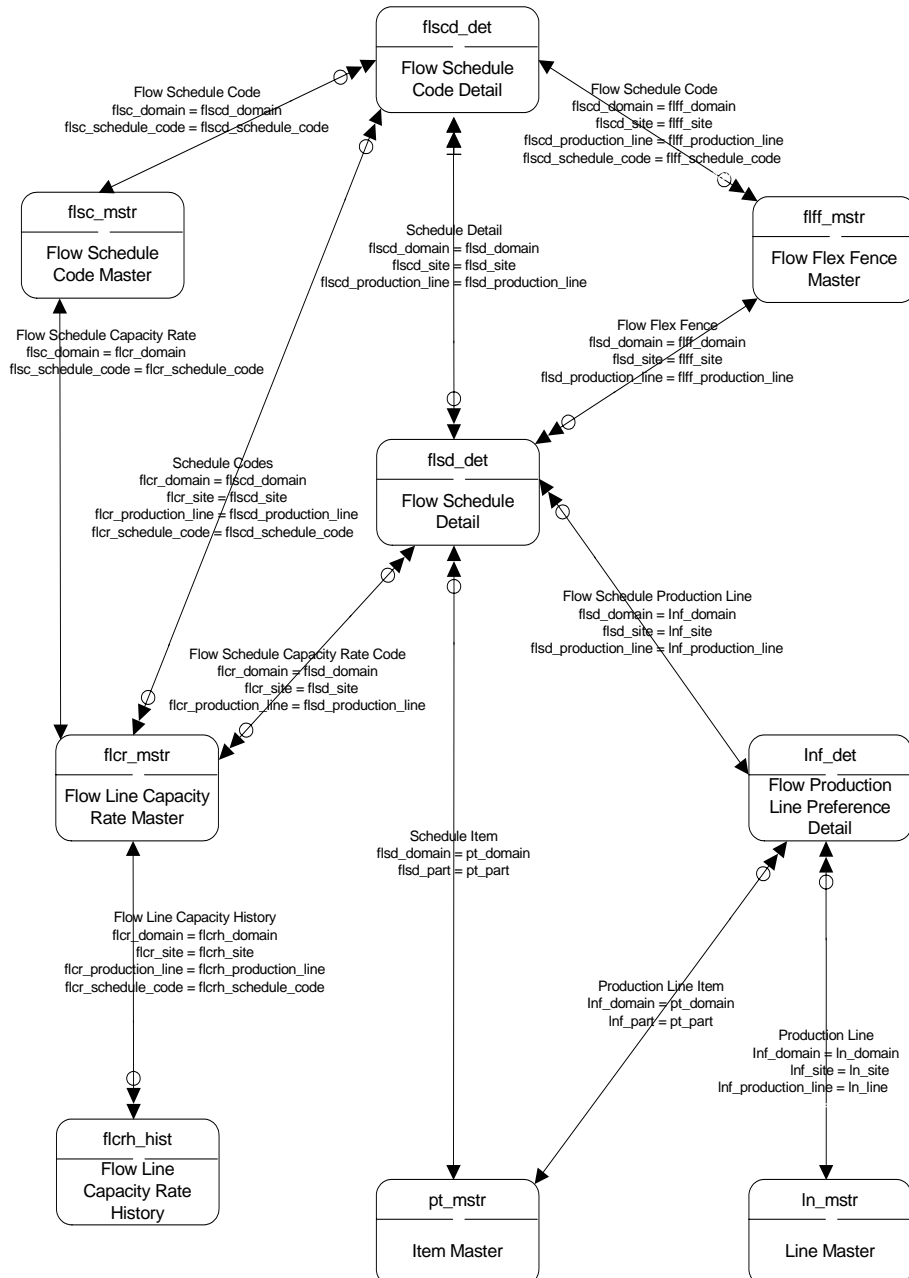 flscd_det
Flow Schedule
Code Detail
Flow Schedule Code
flsc_domain = flscd_domain
flsc_schedule_code = flscd_schedule_code
Flow Schedule Code
flscd_domain = flff_domain
flscd_site = flff_site
flscd_production_line = flff_production_line
flscd_schedule_code = flff_schedule_code
flsc_mstr
Flow Schedule
Code Master
flff_mstr
Flow Flex Fence
Master
Schedule Detail
flscd_domain = flsd_domain
flscd_site = flsd_site
flscd_production_line = flsd_production_line
Flow Schedule Capacity Rate
flsc_domain = flcr_domain
flsc_schedule_code = flcr_schedule_code
Flow Flex Fence
flsd_domain = flff_domain
flsd_site = flff_site
flsd_production_line = flff_production_line
Schedule Codes
flcr_domain = flscd_domain
flcr_site = flscd_site
flcr_production_line = flscd_production_line
flcr_schedule_code = flscd_schedule_code
flsd_det
Flow Schedule
Detail
Flow Schedule Production Line
flsd_domain = lnf_domain
flsd_site = lnf_site
flsd_production_line = lnf_production_line
Flow Schedule Capacity Rate Code
flcr_domain = flsd_domain
flcr_site = flsd_site
flcr_production_line = flsd_production_line
flcr_mstr
Flow Line Capacity
Rate Master
lnf_det
Flow Production
Line Preference
Detail
Schedule Item
flsd_domain = pt_domain
flsd_part = pt_part
Flow Line Capacity History
flcr_domain = flcrh_domain
flcr_site = flcrh_site
flcr_production_line = flcrh_production_line
flcr_schedule_code = flcrh_schedule_code
Production Line Item
lnf_domain = pt_domain
lnf_part = pt_part
Production Line
lnf_domain = ln_domain
lnf_site = ln_site
lnf_production_line = ln_line
flcrh_hist
Flow Line
Capacity Rate
History
pt_mstr
Item Master
ln_mstr
Line Master